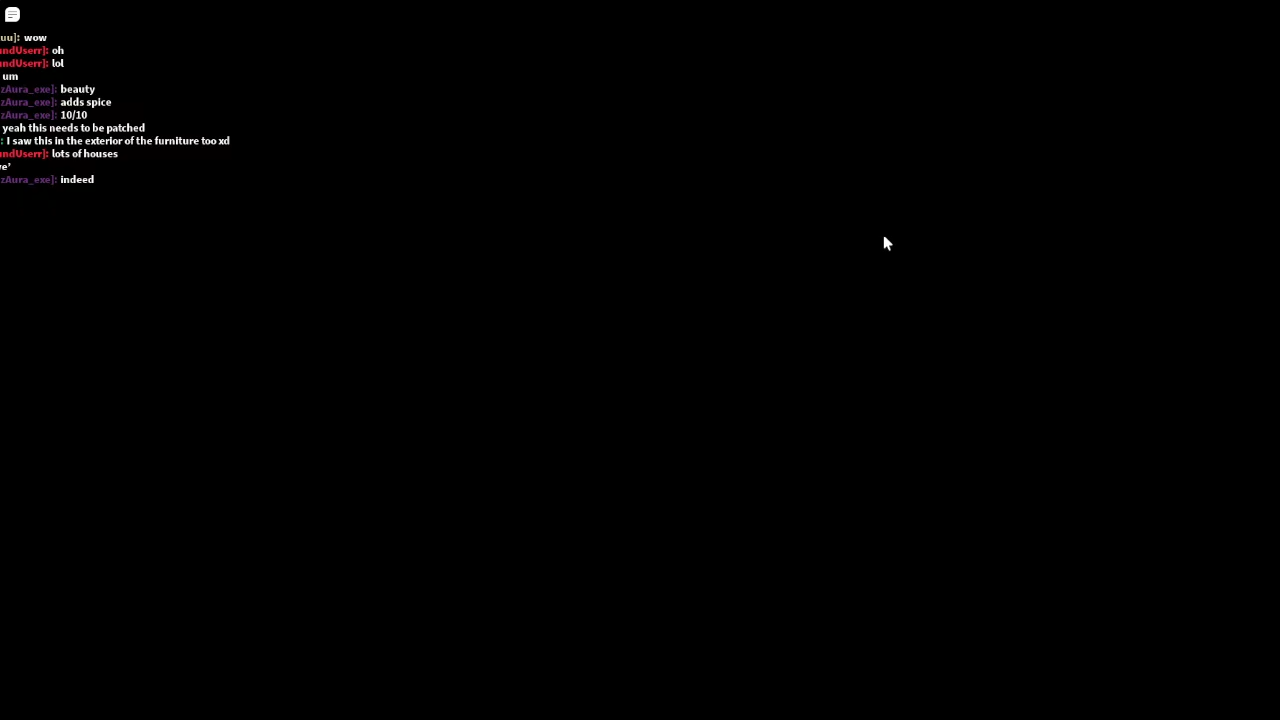 uu]: wow
ndUserr]: oh
ndUserr]: lol
um
zAura_exe]: beauty
zAura_exe]: adds spice
zAura_exe]: 10/10
yeah this needs to be patched
: I saw this in the exterior of the furniture too xd
ndUserr]: lots of houses
ve'
zAura_exe]: indeed